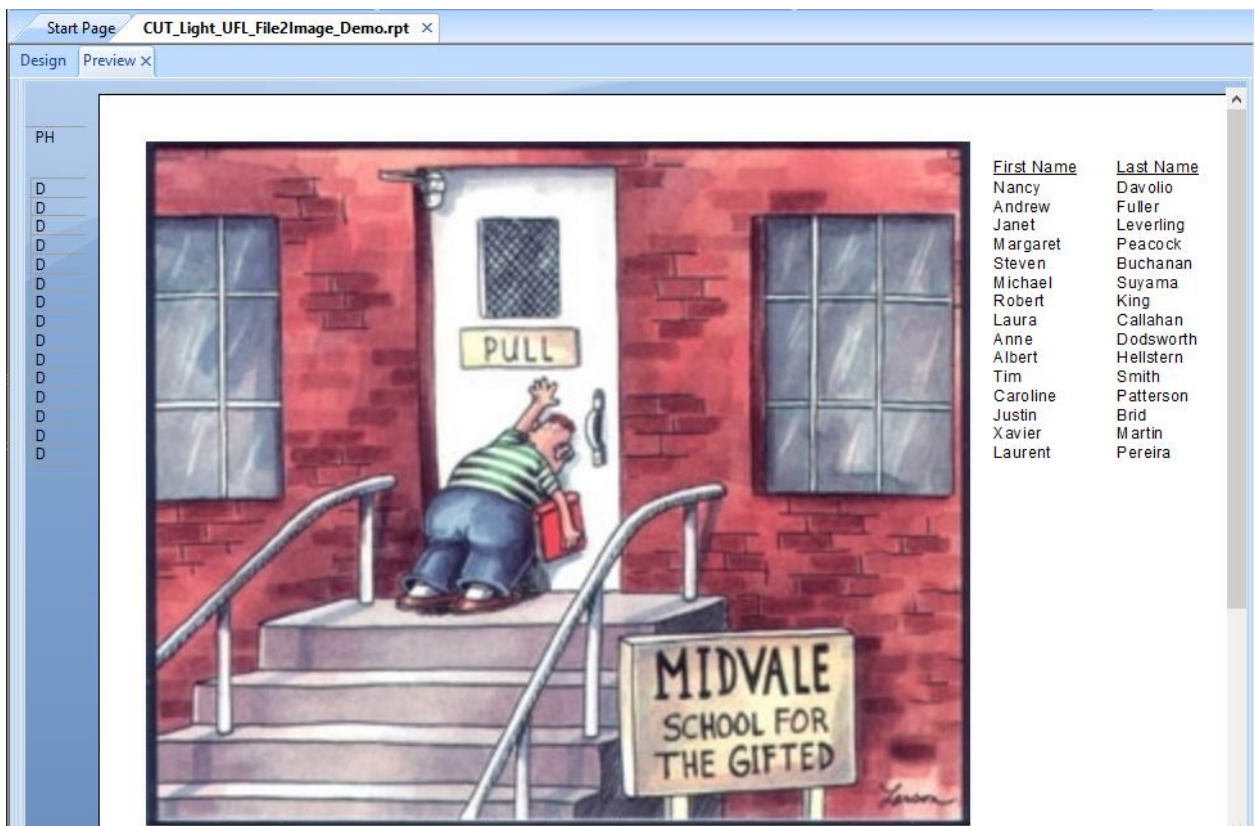 Start Page CUT_Light_UFL_File2Image_Demo.rpt ×
Design Preview ×
PH
First Name Last Name
D Nancy Davolio
D Andrew Fuller
D Janet Leverling
D Margaret Peacock
D Steven Buchanan
D Michael Suyama
D Robert King
D Laura Callahan
D Anne Dodsworth
D Albert Hellstern
D Tim Smith
D Caroline Patterson
D Justin Brid
D Xavier Martin
D Laurent Pereira
PULL
MIDVALE
SCHOOL FOR
THE GIFTED
Larson